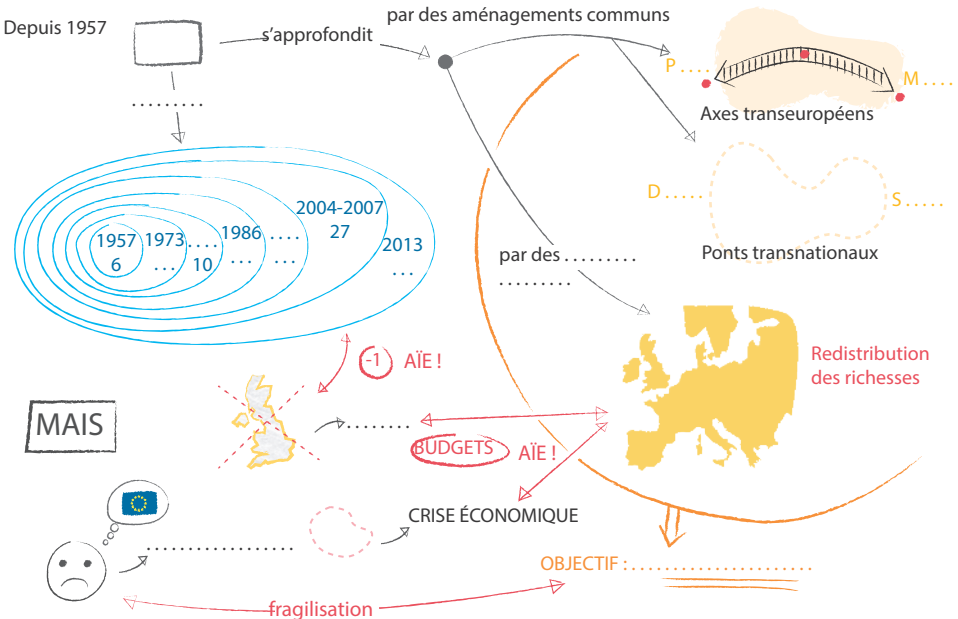 Depuis 1957
s'approfondit
par des aménagements communs
P ....
M ....
Axes transeuropéens
.........
D .....
S .....
Ponts transnationaux
1957
6
1973
...
....
10
1986
...
....
...
2004-2007
27
2013
...
par des .........
.........
-1 AÏE !
Redistribution
des richesses
MAIS
........
BUDGETS AÏE !
..................
CRISE ÉCONOMIQUE
OBJECTIF : ......................
fragilisation